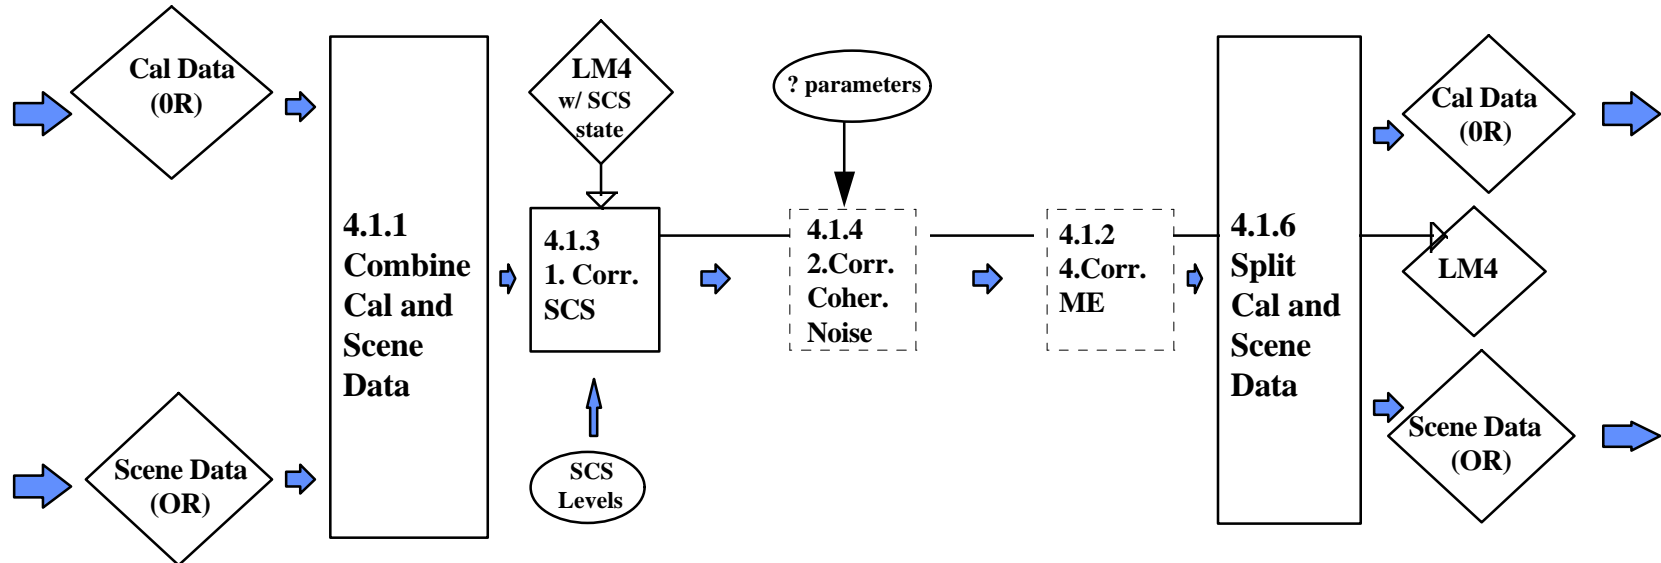 Cal Data
(0R)
Scene Data
(OR)
4.1.1
Combine
Cal and
Scene
Data
LM4
w/ SCS
state
4.1.3
1. Corr.
SCS
SCS
Levels
? parameters
4.1.4
2.Corr.
Coher.
Noise
4.1.2
4.Corr.
ME
4.1.6
Split
Cal and
Scene
Data
Cal Data
(0R)
LM4
Scene Data
(OR)